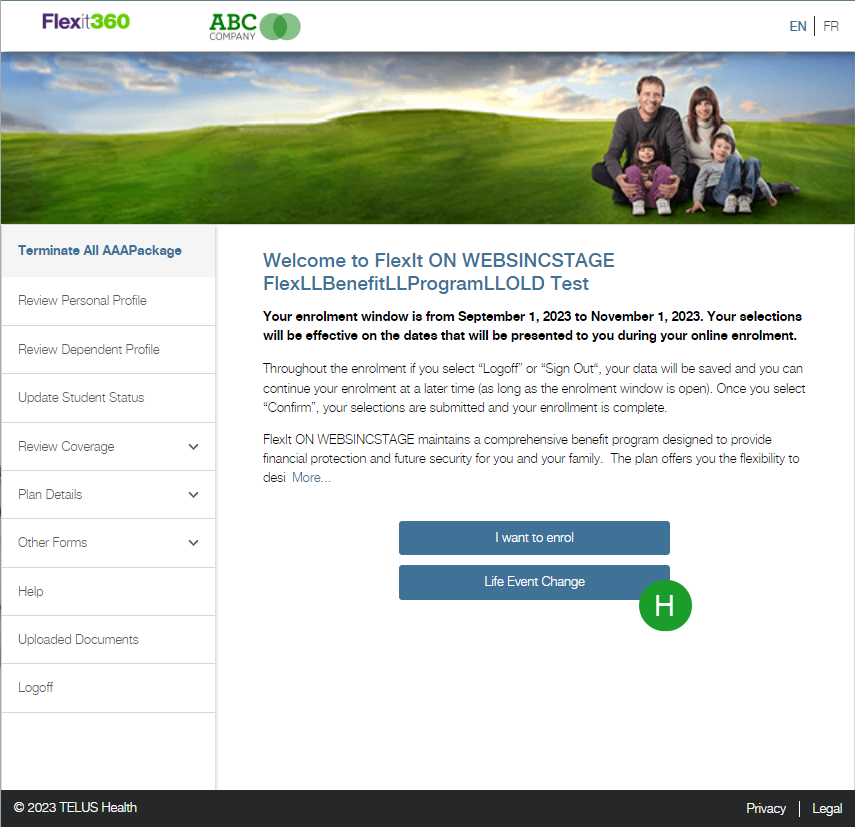 Flexit360
ABC
COMPANY
EN | FR
Terminate All AAAPackage
Review Personal Profile
Review Dependent Profile
Update Student Status
Review Coverage
Plan Details
Other Forms
Help
Uploaded Documents
Logoff
Welcome to FlexIt ON WEBSINCSTAGE
FlexLLBenefitLLProgramLLOLD Test
Your enrolment window is from September 1, 2023 to November 1, 2023. Your selections
will be effective on the dates that will be presented to you during your online enrolment.
Throughout the enrolment if you select “Logoff” or “Sign Out“, your data will be saved and you can
continue your enrolment at a later time (as long as the enrolment window is open). Once you select
“Confirm”, your selections are submitted and your enrollment is complete.
FlexIt ON WEBSINCSTAGE maintains a comprehensive benefit program designed to provide
financial protection and future security for you and your family. The plan offers you the flexibility to
desi More...
I want to enrol
Life Event Change
H
© 2023 TELUS Health
Privacy | Legal